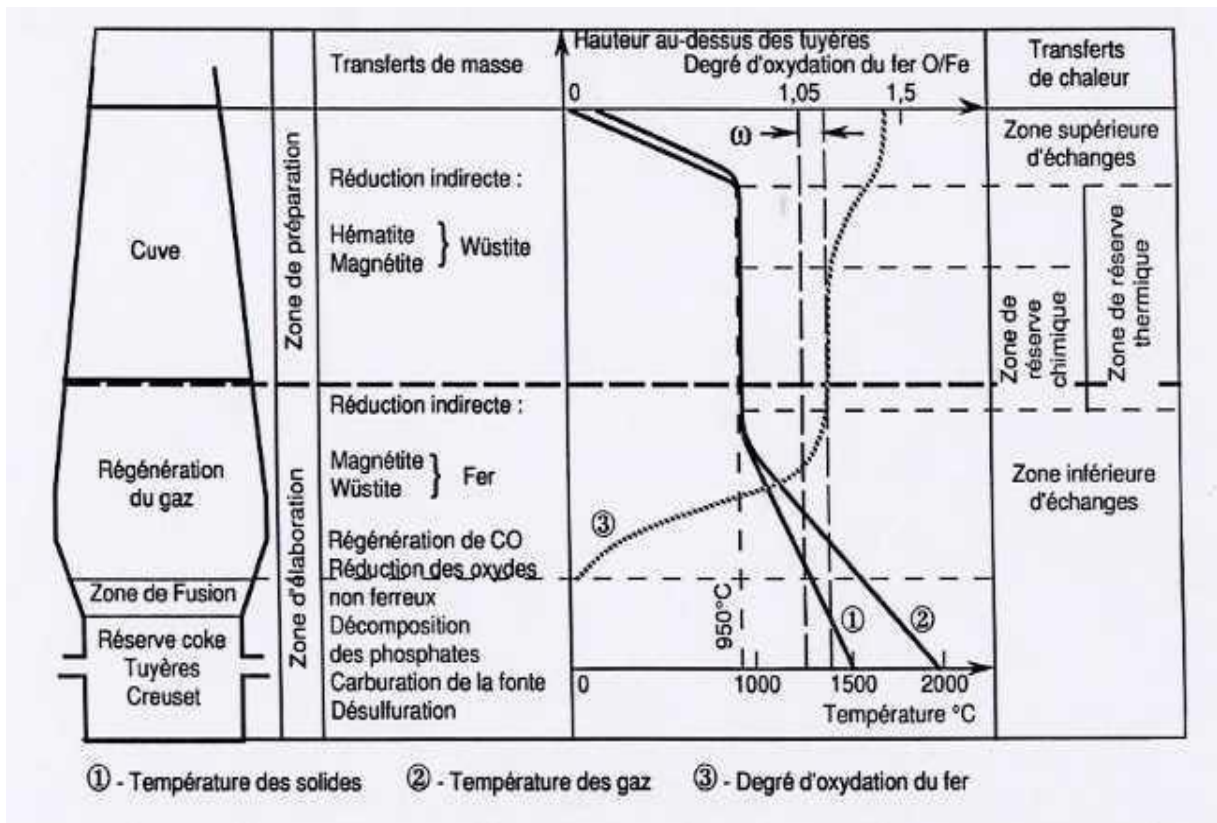 Hauteur au-dessus des tuyères
Transferts de masse
Degré d'oxydation du fer O/Fe
Transferts
de chaleur
0
1,05
1,5
ω
Zone supérieure
d'échanges
Cuve
Zone de préparation
Réduction indirecte :
Hématite
Magnétite
} Wüstite
Zone de
réserve
chimique
Zone de réserve
thermique
Régénération
du gaz
Zone de Fusion
Réserve coke
Tuyères
Creuset
Zone d'élaboration
Réduction indirecte :
Magnétite
Wüstite
} Fer
Régénération de CO
Réduction des oxydes
non ferreux
Décomposition
des phosphates
Carburation de la fonte
Désulfuration
③
950°C
①
②
Zone inférieure
d'échanges
0
1000
1500
2000
Température °C
① - Température des solides ② - Température des gaz ③ - Degré d'oxydation du fer